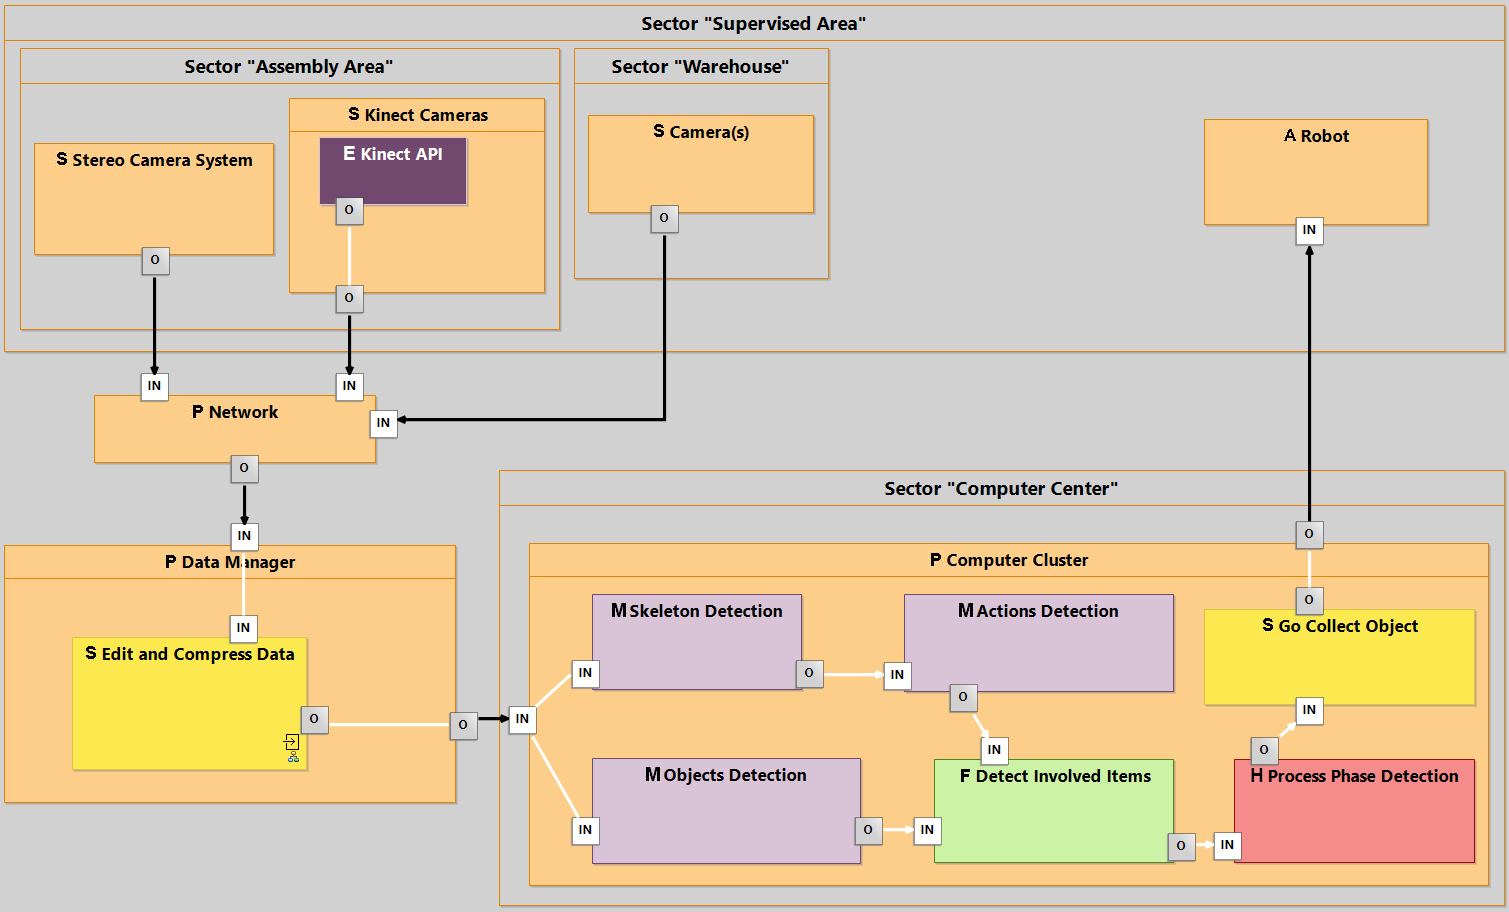 Sector "Supervised Area"
Sector "Assembly Area"
Sector "Warehouse"
S Kinect Cameras
S Camera(s)
A Robot
E Kinect API
S Stereo Camera System
O
O
IN
O
O
IN
IN
P Network
IN
O
Sector "Computer Center"
IN
O
P Data Manager
P Computer Cluster
O
M Skeleton Detection
M Actions Detection
S Go Collect Object
IN
S Edit and Compress Data
IN
O
IN
O
IN
O
O
IN
IN
O
M Objects Detection
F Detect Involved Items
H Process Phase Detection
IN
O
IN
O
IN